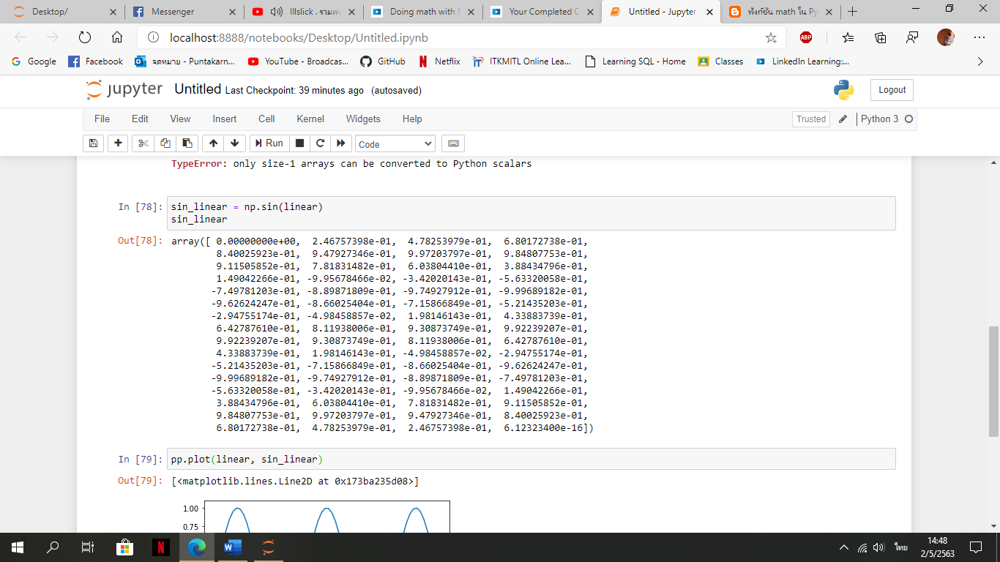 Desktop/
Messenger
Illslick . รวมเพ
Doing math with N
Your Completed C
Untitled - Jupyter
ฟังก์ชัน math ใน Py
localhost:8888/notebooks/Desktop/Untitled.ipynb
ABP
Google
Facebook
จดหมาย - Puntakarn...
YouTube - Broadcas...
GitHub
Netflix
ITKMITL Online Lea...
Learning SQL - Home
Classes
LinkedIn Learning:...
jupyter Untitled Last Checkpoint: 39 minutes ago (autosaved)
Logout
File Edit View Insert Cell Kernel Widgets Help
Trusted Python 3
Run Code
TypeError: only size-1 arrays can be converted to Python scalars
In [78]: sin_linear = np.sin(linear)
sin_linear
Out[78]: array([ 0.00000000e+00, 2.46757398e-01, 4.78253979e-01, 6.80172738e-01,
8.40025923e-01, 9.47927346e-01, 9.97203797e-01, 9.84807753e-01,
9.11505852e-01, 7.81831482e-01, 6.03804410e-01, 3.88434796e-01,
1.49042266e-01, -9.95678466e-02, -3.42020143e-01, -5.63320058e-01,
-7.49781203e-01, -8.89871809e-01, -9.74927912e-01, -9.99689182e-01,
-9.62624247e-01, -8.66025404e-01, -7.15866849e-01, -5.21435203e-01,
-2.94755174e-01, -4.98458857e-02, 1.98146143e-01, 4.33883739e-01,
6.42787610e-01, 8.11938006e-01, 9.30873749e-01, 9.92239207e-01,
9.92239207e-01, 9.30873749e-01, 8.11938006e-01, 6.42787610e-01,
4.33883739e-01, 1.98146143e-01, -4.98458857e-02, -2.94755174e-01,
-5.21435203e-01, -7.15866849e-01, -8.66025404e-01, -9.62624247e-01,
-9.99689182e-01, -9.74927912e-01, -8.89871809e-01, -7.49781203e-01,
-5.63320058e-01, -3.42020143e-01, -9.95678466e-02, 1.49042266e-01,
3.88434796e-01, 6.03804410e-01, 7.81831482e-01, 9.11505852e-01,
9.84807753e-01, 9.97203797e-01, 9.47927346e-01, 8.40025923e-01,
6.80172738e-01, 4.78253979e-01, 2.46757398e-01, 6.12323400e-16])
In [79]: pp.plot(linear, sin_linear)
Out[79]: [<matplotlib.lines.Line2D at 0x173ba235d08>]
1.00
0.75
ไทย
14:48
2/5/2563